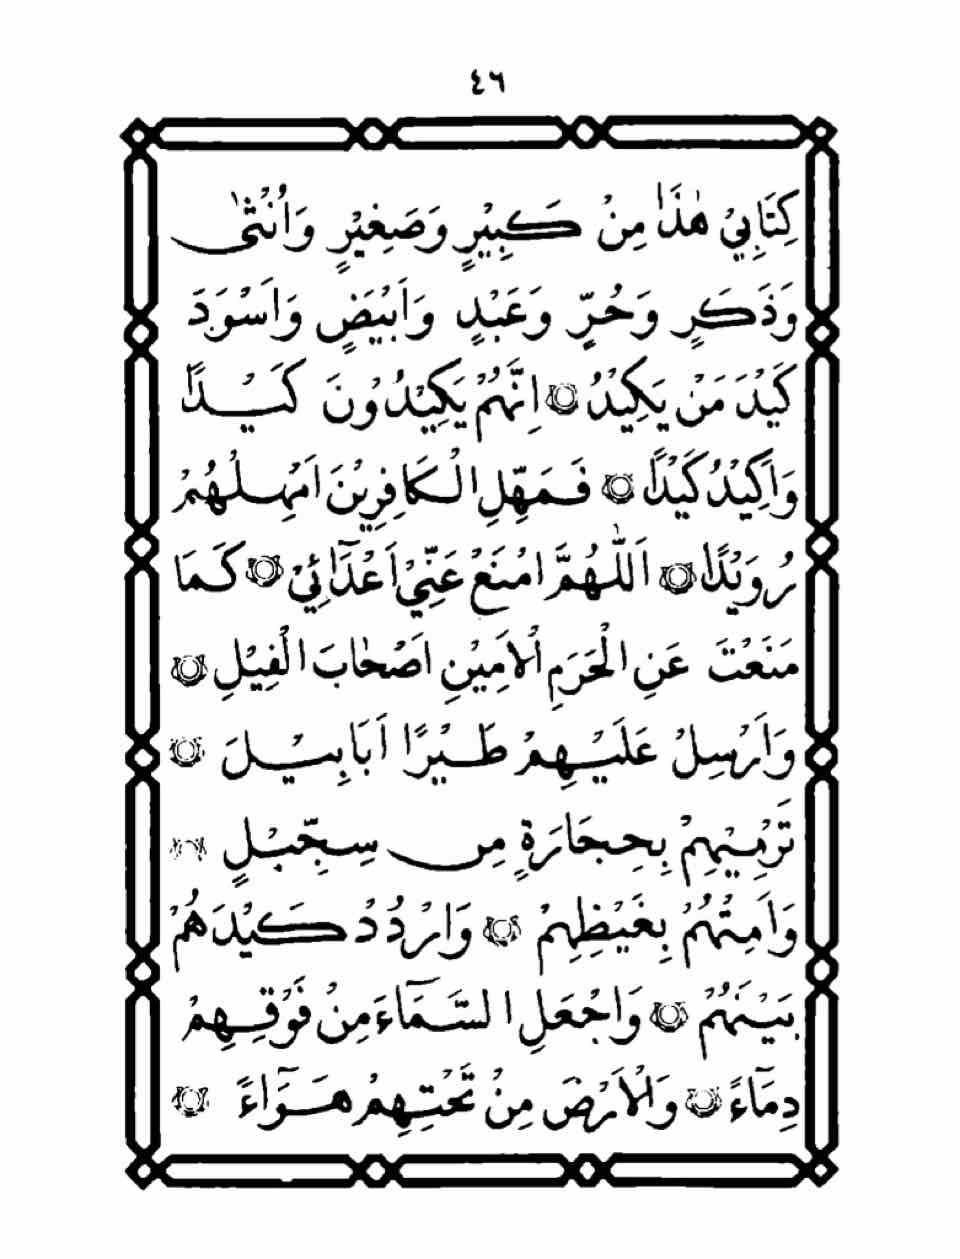 ٤٦
كِتَابِيْ هٰذَا مِنْ كَبِيْرٍ وَصَغِيْرٍ وَاُنْثٰى
وَذَكَرٍ وَحُرٍّ وَعَبْدٍ وَاَبْيَضٍ وَاَسْوَدَ
كَيْدَ مَنْ يَكِيْدُ ۞ اِنَّهُمْ يَكِيْدُوْنَ كَيْدًا
وَاَكِيْدُ كَيْدًا ۞ فَمَهِّلِ الْكَافِرِيْنَ اَمْهِلْهُمْ
رُوَيْدًا ۞ اَللّٰهُمَّ امْنَعْ عَنِّيْ اَعْدَآئِيْ ۞ كَمَا
مَنَعْتَ عَنِ الْحَرَمِ الْاَمِيْنِ اَصْحَابَ الْفِيْلِ ۞
وَاَرْسِلْ عَلَيْهِمْ طَيْرًا اَبَابِيْلَ ۞
تَرْمِيْهِمْ بِحِجَارَةٍ مِنْ سِجِّيْلٍ ۞
وَاَمِتْهُمْ بِغَيْظِهِمْ ۞ وَارْدُدْ كَيْدَهُمْ
بَيْنَهُمْ ۞ وَاجْعَلِ السَّمَآءَ مِنْ فَوْقِهِمْ
دِمَآءً ۞ وَالْاَرْضَ مِنْ تَحْتِهِمْ هَوَآءً ۞